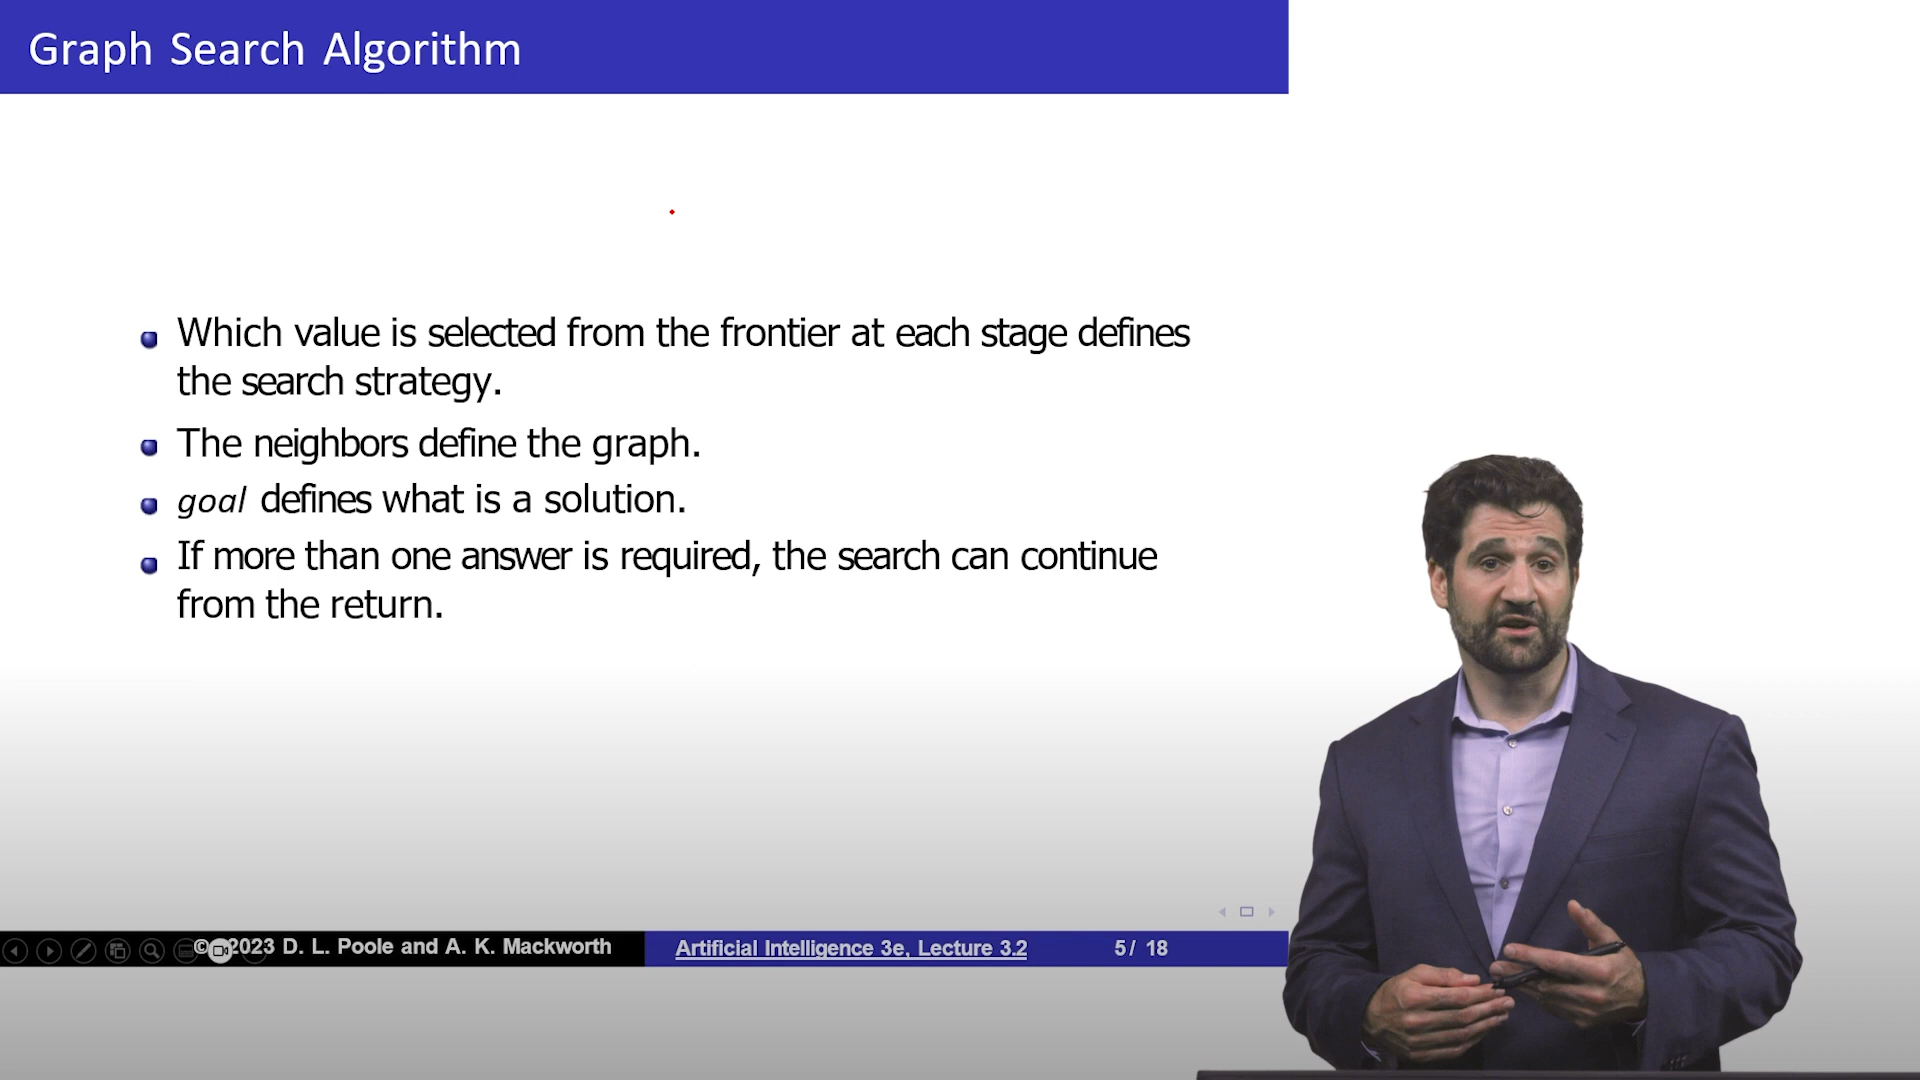 Graph Search Algorithm
Which value is selected from the frontier at each stage defines
the search strategy.
The neighbors define the graph.
goal defines what is a solution.
If more than one answer is required, the search can continue
from the return.
© 2023 D. L. Poole and A. K. Mackworth
Artificial Intelligence 3e, Lecture 3.2
5 / 18